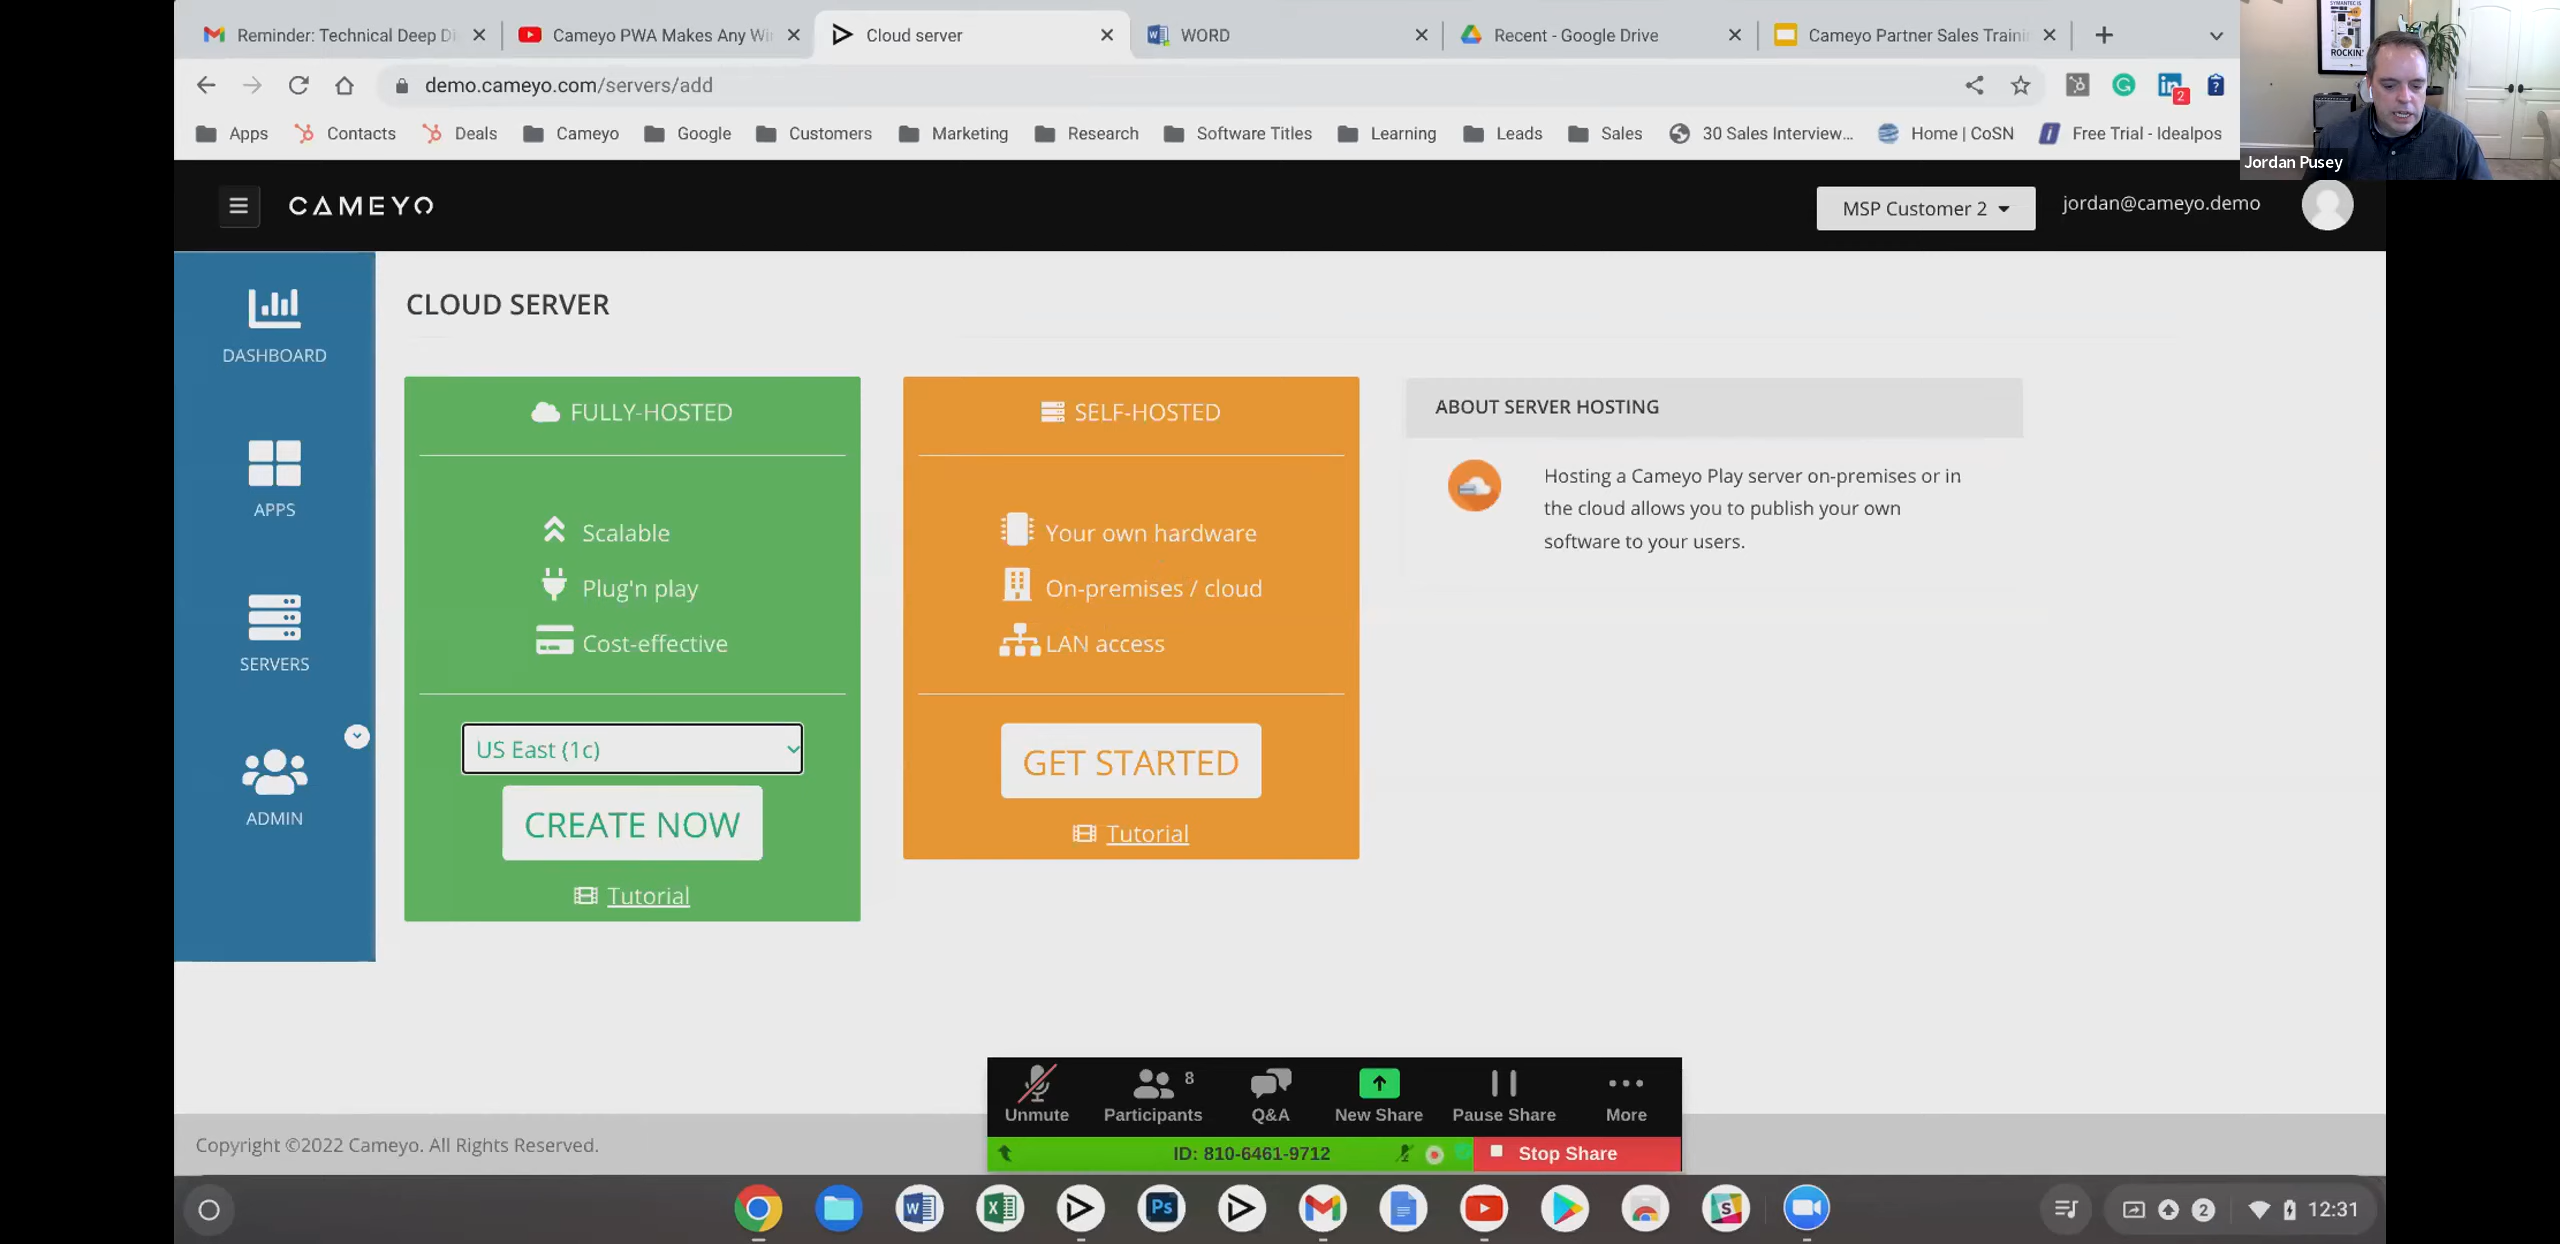 Reminder: Technical Deep Di
Cameyo PWA Makes Any Wi
Cloud server
WORD
Recent - Google Drive
Cameyo Partner Sales Traini
demo.cameyo.com/servers/add
2
Apps
Contacts
Deals
Cameyo
Google
Customers
Marketing
Research
Software Titles
Learning
Leads
Sales
30 Sales Interview...
Home | CoSN
Free Trial - Idealpos
ROCKIN'
Jordan Pusey
CAMEYO
MSP Customer 2
jordan@cameyo.demo
DASHBOARD
APPS
SERVERS
ADMIN
CLOUD SERVER
FULLY-HOSTED
Scalable
Plug'n play
Cost-effective
US East (1c)
CREATE NOW
Tutorial
SELF-HOSTED
Your own hardware
On-premises / cloud
LAN access
GET STARTED
Tutorial
ABOUT SERVER HOSTING
Hosting a Cameyo Play server on-premises or in
the cloud allows you to publish your own
software to your users.
Unmute
Participants 8
Q&A
New Share
Pause Share
More
ID: 810-6461-9712
Stop Share
Copyright ©2022 Cameyo. All Rights Reserved.
Ps
2
12:31